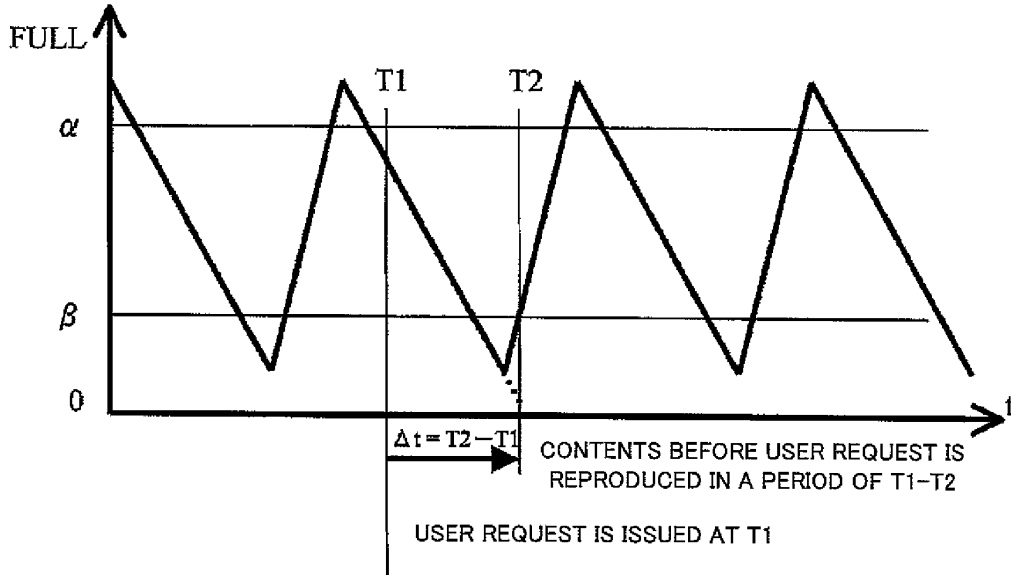 FULL
T1 T2
α
β
0
t
Δt=T2-T1
CONTENTS BEFORE USER REQUEST IS
REPRODUCED IN A PERIOD OF T1-T2
USER REQUEST IS ISSUED AT T1